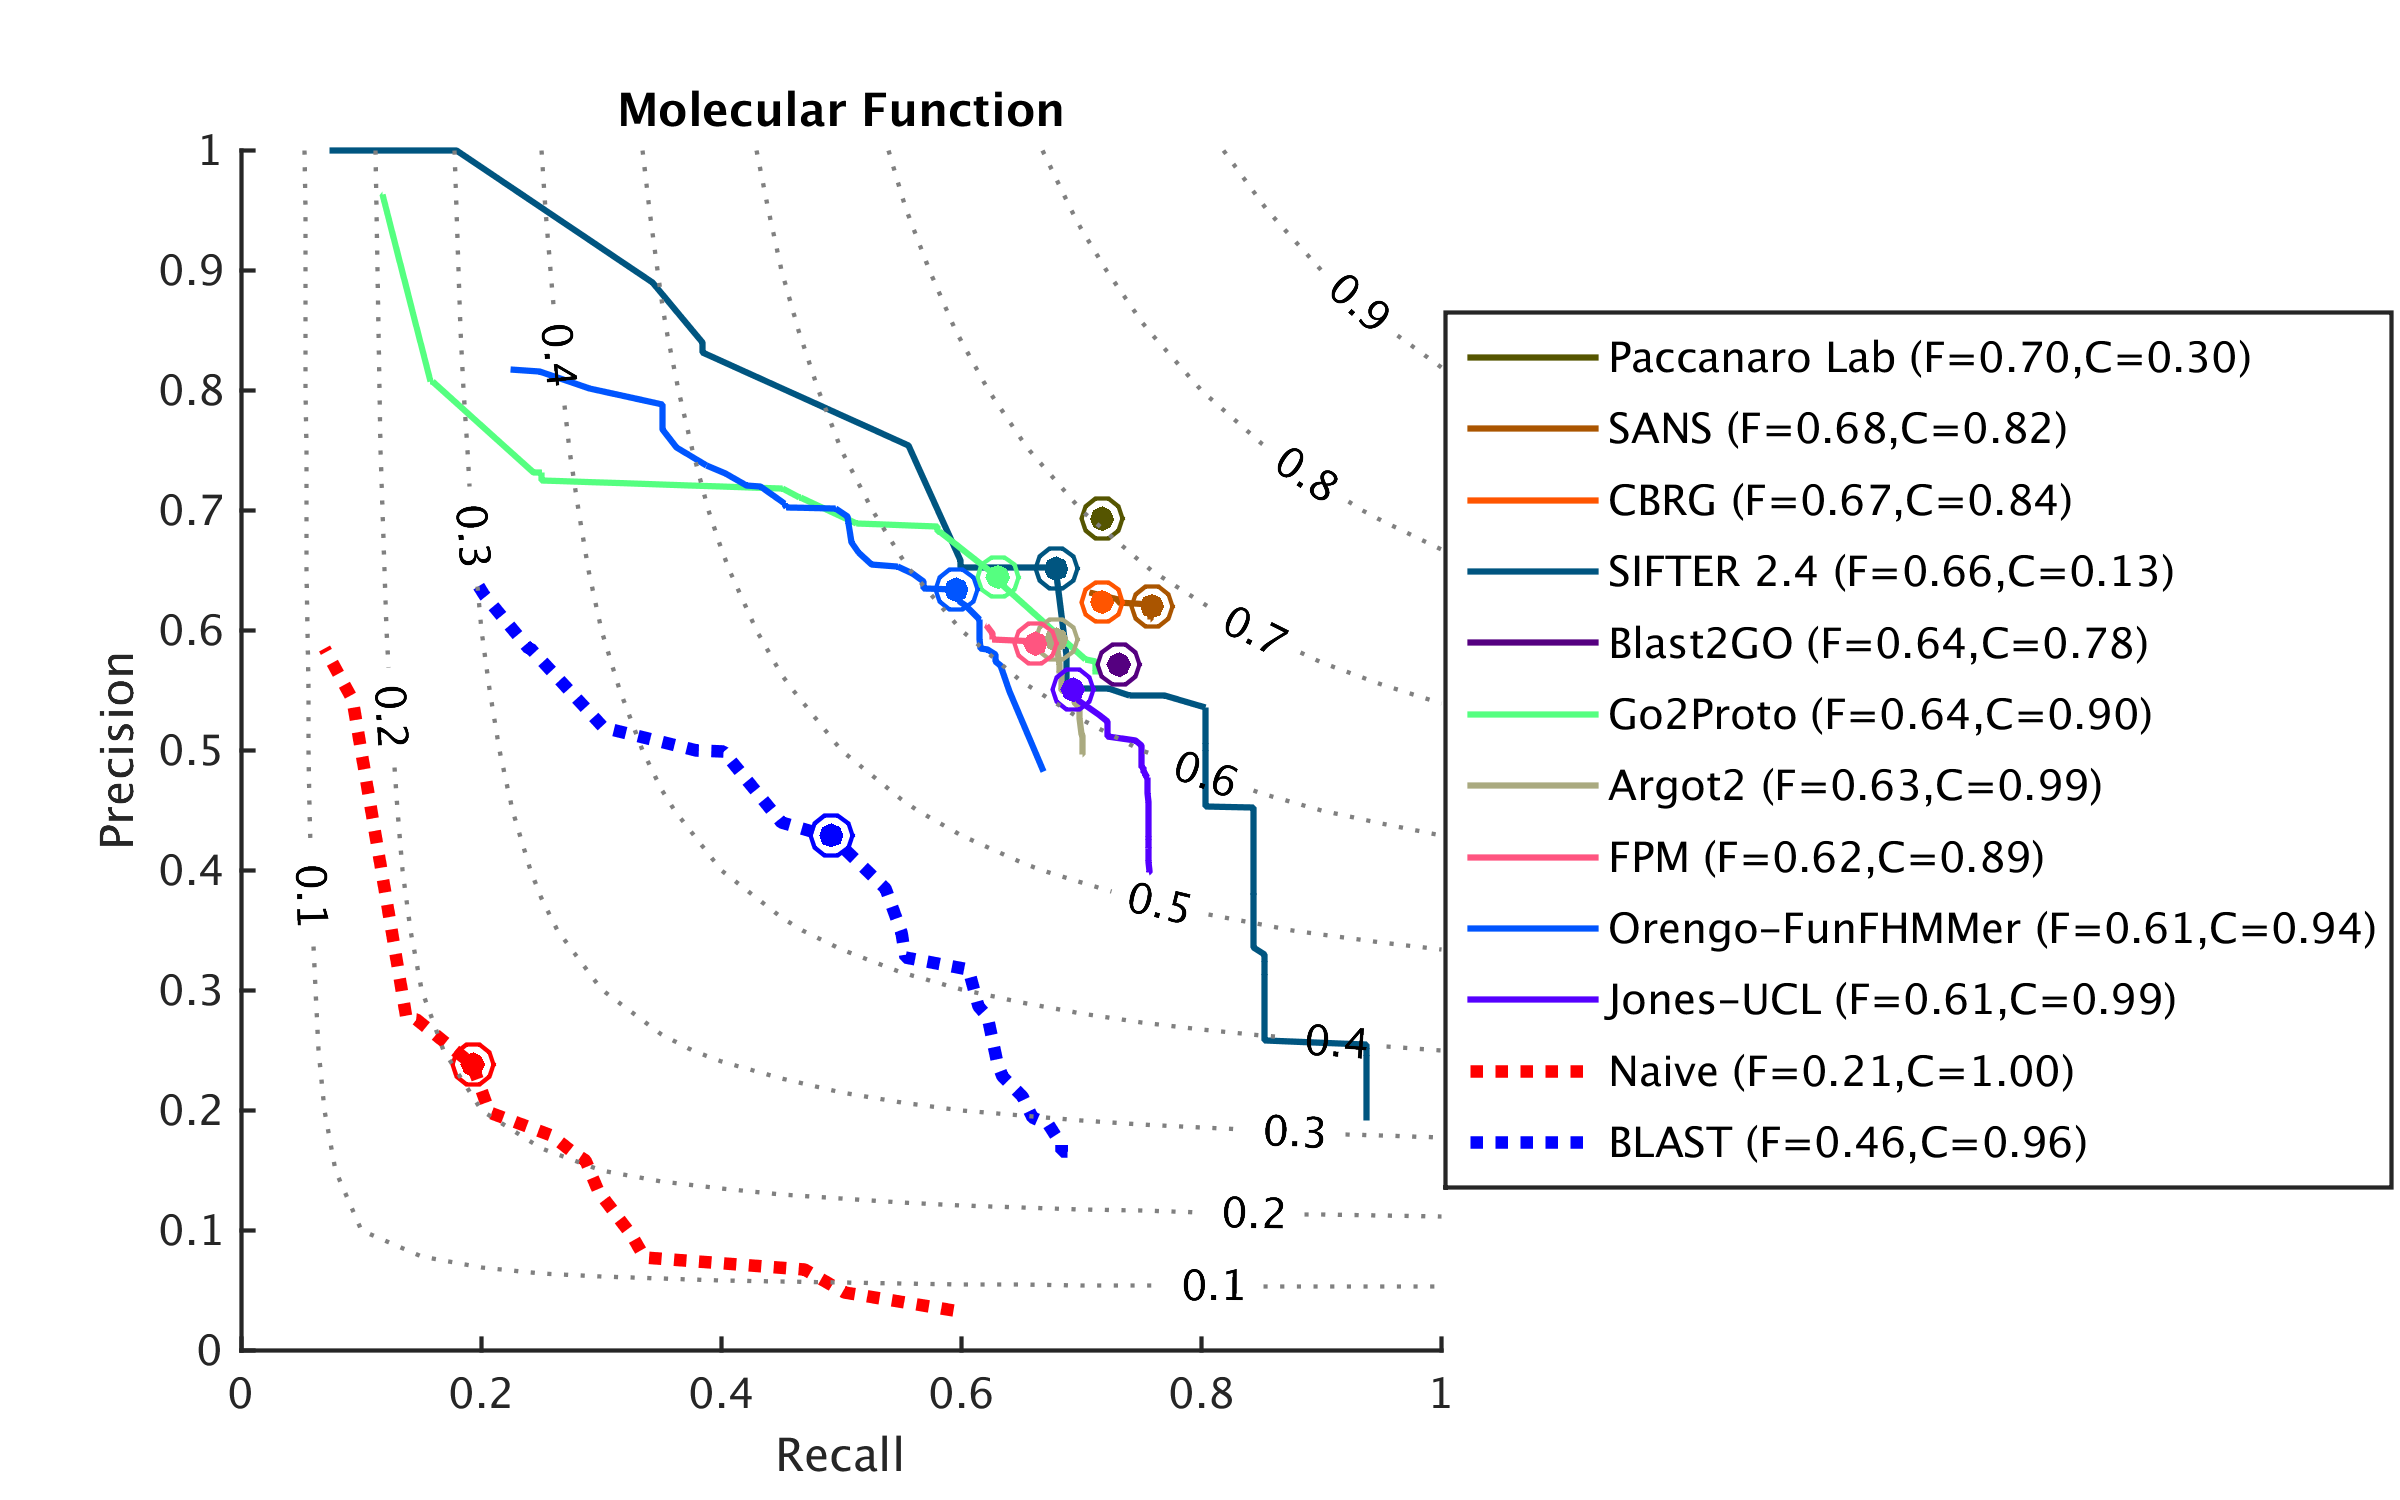 Molecular Function
Precision
1
0.9
0.8
0.7
0.6
0.5
0.4
0.3
0.2
0.1
0
0
0.2
0.4
0.6
0.8
1
Recall
0.9
0.8
0.7
0.6
0.5
0.4
0.3
0.2
0.1
0.4
0.3
0.2
0.1
Paccanaro Lab (F=0.70,C=0.30)
SANS (F=0.68,C=0.82)
CBRG (F=0.67,C=0.84)
SIFTER 2.4 (F=0.66,C=0.13)
Blast2GO (F=0.64,C=0.78)
Go2Proto (F=0.64,C=0.90)
Argot2 (F=0.63,C=0.99)
FPM (F=0.62,C=0.89)
Orengo-FunFHMMer (F=0.61,C=0.94)
Jones-UCL (F=0.61,C=0.99)
Naive (F=0.21,C=1.00)
BLAST (F=0.46,C=0.96)